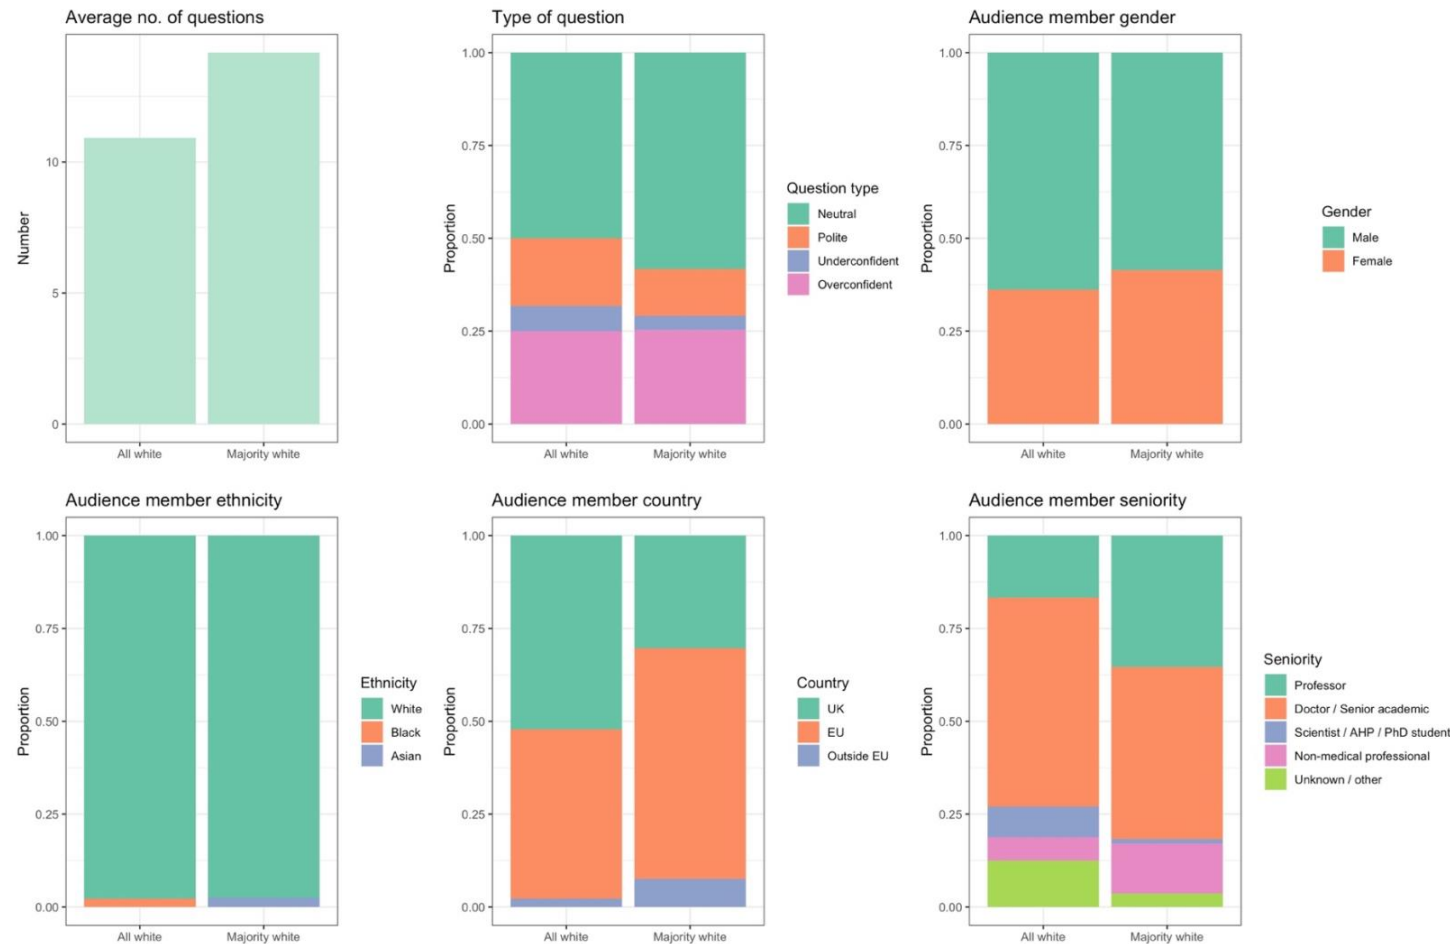 Average no. of questions
Number
10
5
0
All white
Majority white
Type of question
Proportion
1.00
0.75
0.50
0.25
0.00
All white
Majority white
Question type
Neutral
Polite
Underconfident
Overconfident
Audience member gender
Proportion
1.00
0.75
0.50
0.25
0.00
All white
Majority white
Gender
Male
Female
Audience member ethnicity
Proportion
1.00
0.75
0.50
0.25
0.00
All white
Majority white
Ethnicity
White
Black
Asian
Audience member country
Proportion
1.00
0.75
0.50
0.25
0.00
All white
Majority white
Country
UK
EU
Outside EU
Audience member seniority
Proportion
1.00
0.75
0.50
0.25
0.00
All white
Majority white
Seniority
Professor
Doctor / Senior academic
Scientist / AHP / PhD student
Non-medical professional
Unknown / other